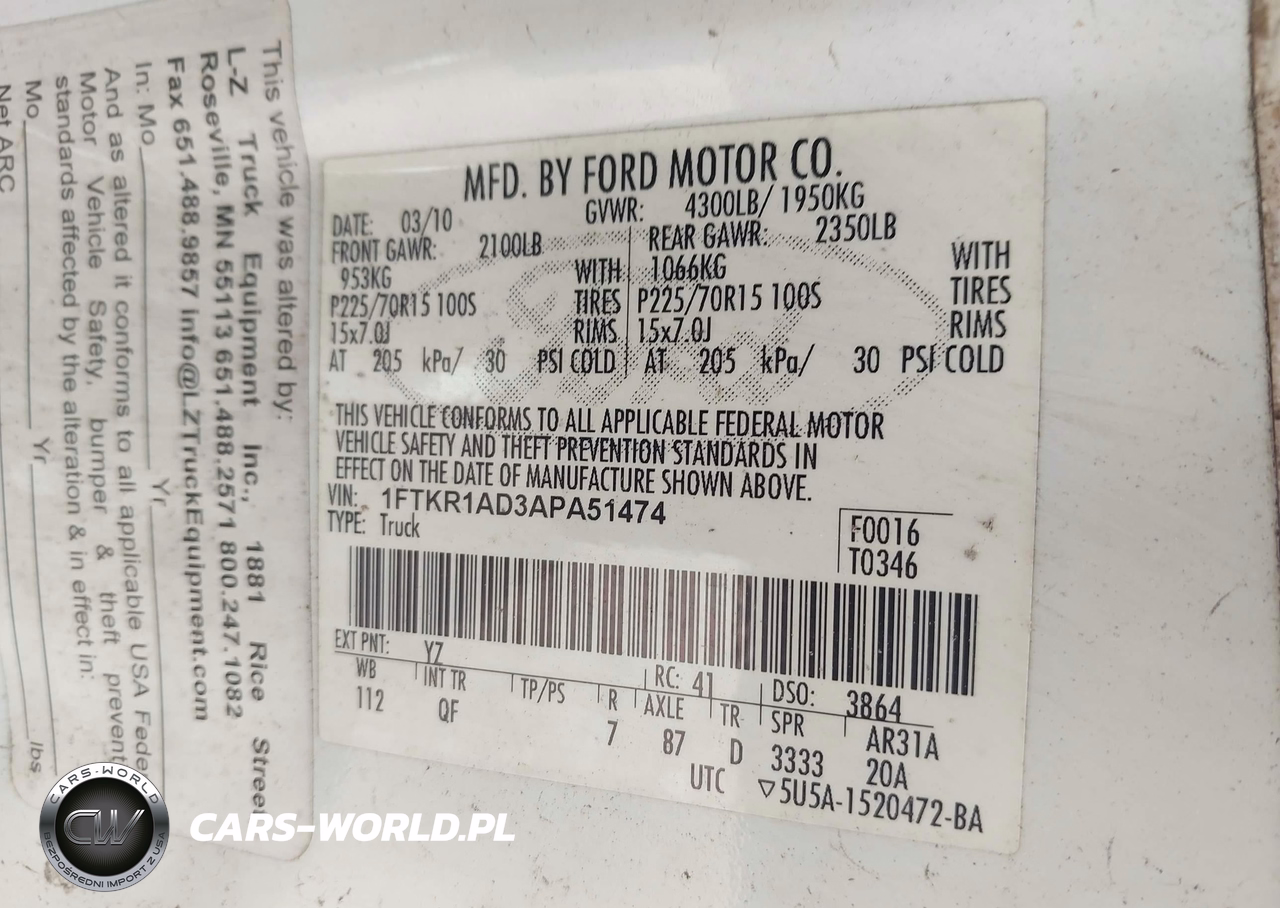 MFD. BY FORD MOTOR CO.
DATE: 03/10 GVWR: 4300LB/ 1950KG
FRONT GAWR: 2100LB REAR GAWR: 2350LB
953KG WITH 1066KG WITH
P225/70R15 100S TIRES P225/70R15 100S TIRES
15x7.0J RIMS 15x7.0J RIMS
AT 205 kPa/ 30 PSI COLD AT 205 kPa/ 30 PSI COLD
THIS VEHICLE CONFORMS TO ALL APPLICABLE FEDERAL MOTOR
VEHICLE SAFETY AND THEFT PREVENTION STANDARDS IN
EFFECT ON THE DATE OF MANUFACTURE SHOWN ABOVE.
VIN: 1FTKR1AD3APA51474
TYPE: Truck
F0016
T0346
EXT PNT: YZ RC: 41 DSO: 3864
WB INT TR TP/PS R AXLE TR SPR AR31A
112 QF 7 87 D 3333 20A
UTC ▽5U5A-1520472-BA
This vehicle was altered by:
L-Z Truck Equipment Inc., 1881 Rice Street
Roseville, MN 55113 651.488.2571 800.247.1082
Fax 651.488.9857 info@LZTruckEquipment.com
In: Mo Yr
And as altered it conforms to all applicable USA Fede
Motor Vehicle Safety, bumper & theft prevent
standards affected by the alteration & in effect in:
Mo Yr
Net ARC lbs
CARS-WORLD
CW
BEZPOŚREDNI IMPORT Z USA
CARS-WORLD.PL